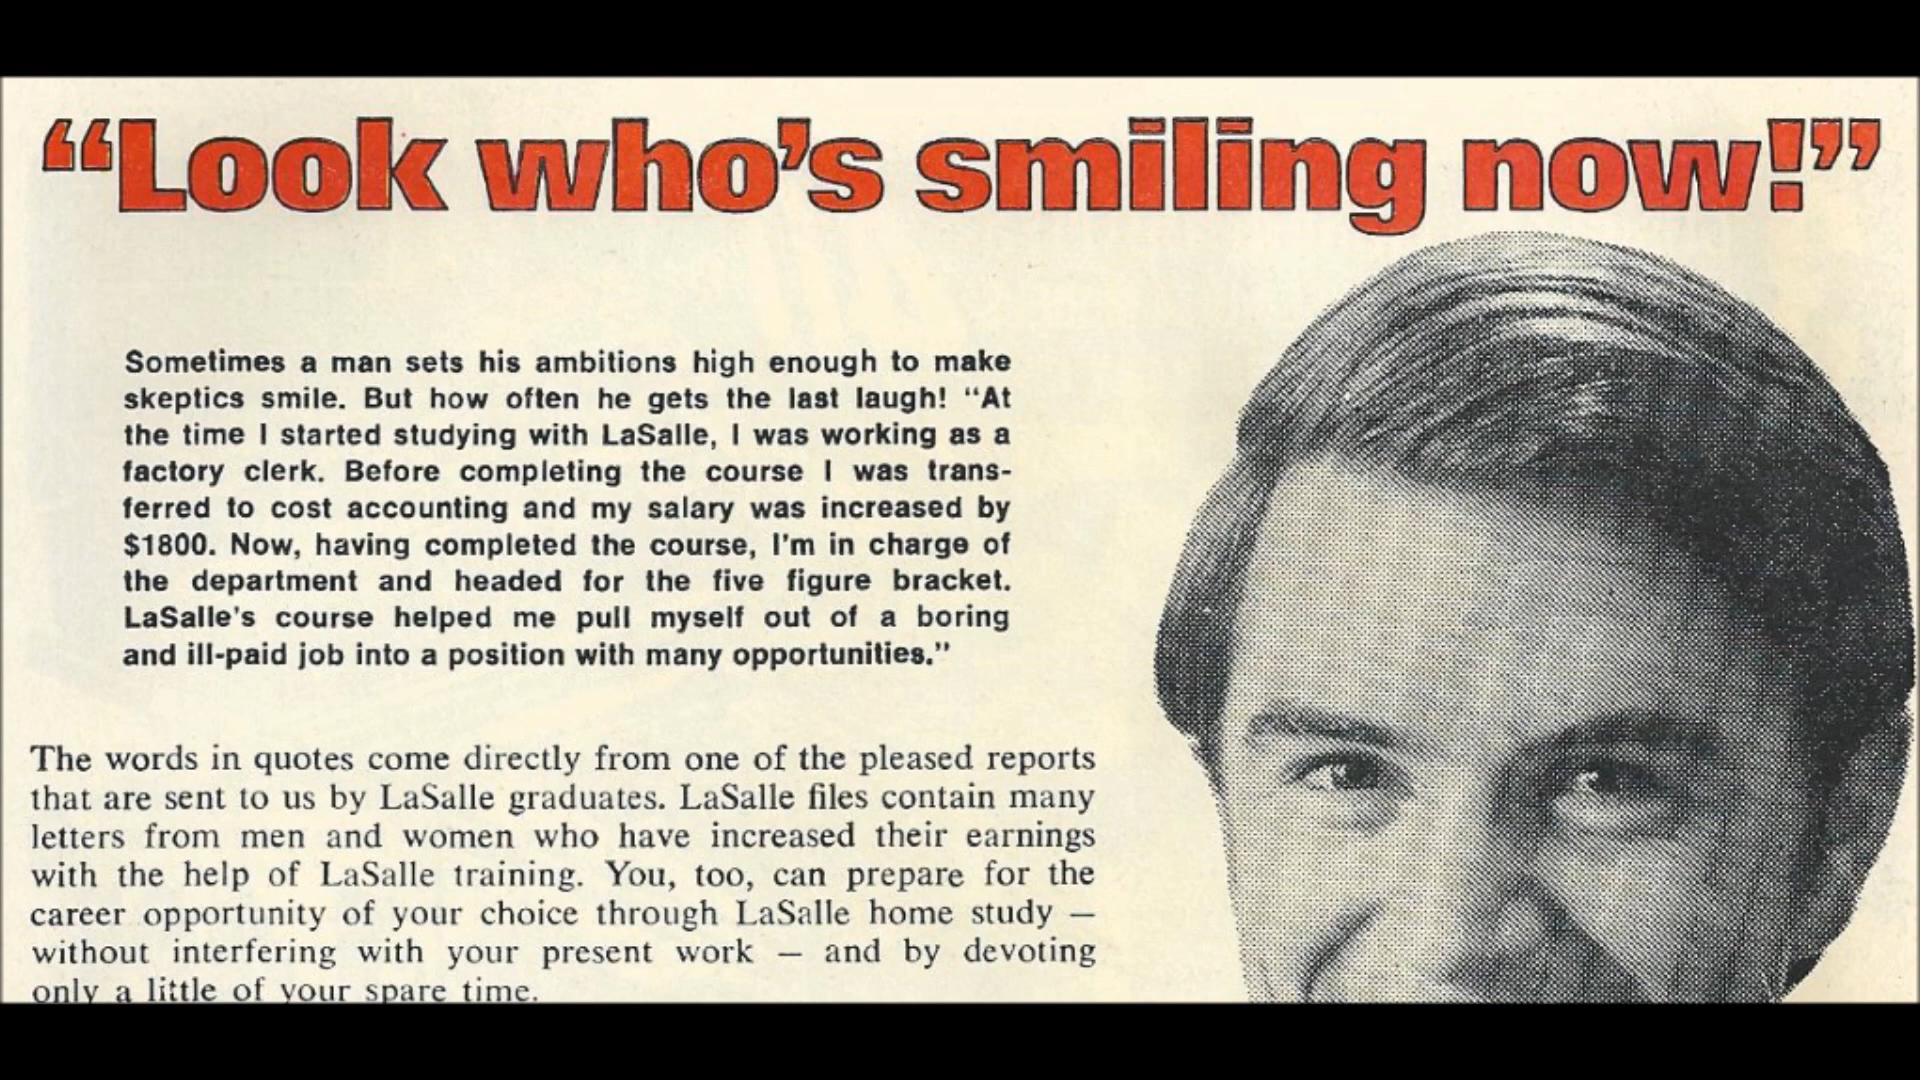 “Look who’s smiling now!”
Sometimes a man sets his ambitions high enough to make
skeptics smile. But how often he gets the last laugh! “At
the time I started studying with LaSalle, I was working as a
factory clerk. Before completing the course I was trans-
ferred to cost accounting and my salary was increased by
$1800. Now, having completed the course, I'm in charge of
the department and headed for the five figure bracket.
LaSalle's course helped me pull myself out of a boring
and ill-paid job into a position with many opportunities.”
The words in quotes come directly from one of the pleased reports
that are sent to us by LaSalle graduates. LaSalle files contain many
letters from men and women who have increased their earnings
with the help of LaSalle training. You, too, can prepare for the
career opportunity of your choice through LaSalle home study —
without interfering with your present work — and by devoting
only a little of your spare time.